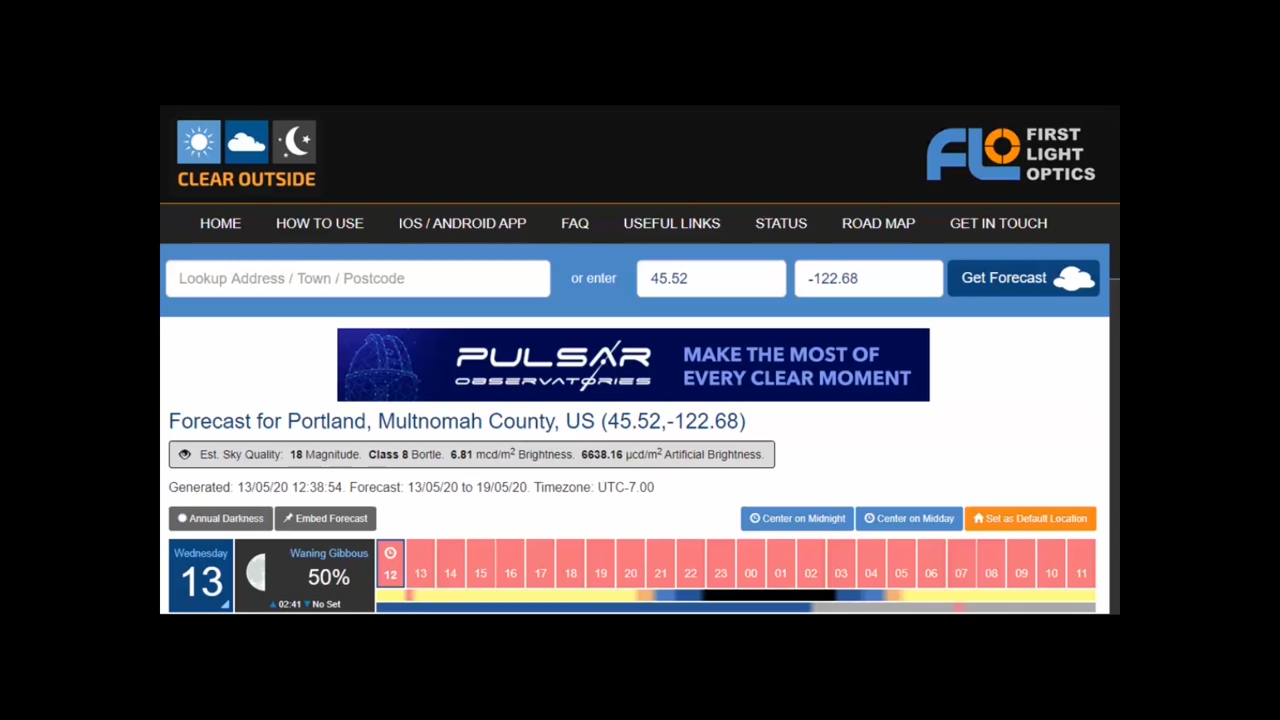 CLEAR OUTSIDE
FLO FIRST LIGHT OPTICS
HOME HOW TO USE IOS / ANDROID APP FAQ USEFUL LINKS STATUS ROAD MAP GET IN TOUCH
Lookup Address / Town / Postcode or enter 45.52 -122.68 Get Forecast
PULSAR OBSERVATORIES MAKE THE MOST OF EVERY CLEAR MOMENT
Forecast for Portland, Multnomah County, US (45.52,-122.68)
Est. Sky Quality: 18 Magnitude. Class 8 Bortle. 6.81 mcd/m² Brightness. 6638.16 μcd/m² Artificial Brightness.
Generated: 13/05/20 12:38:54. Forecast: 13/05/20 to 19/05/20. Timezone: UTC-7.00
Annual Darkness Embed Forecast Center on Midnight Center on Midday Set as Default Location
Wednesday Waning Gibbous
13 50% 12 13 14 15 16 17 18 19 20 21 22 23 00 01 02 03 04 05 06 07 08 09 10 11
02:41 No Set